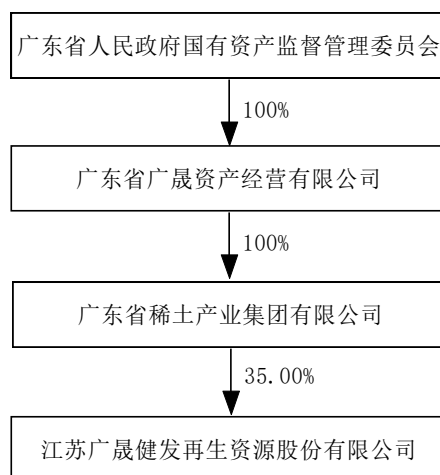 广东省人民政府国有资产监督管理委员会
100%
广东省广晟资产经营有限公司
100%
广东省稀土产业集团有限公司
35.00%
江苏广晟健发再生资源股份有限公司